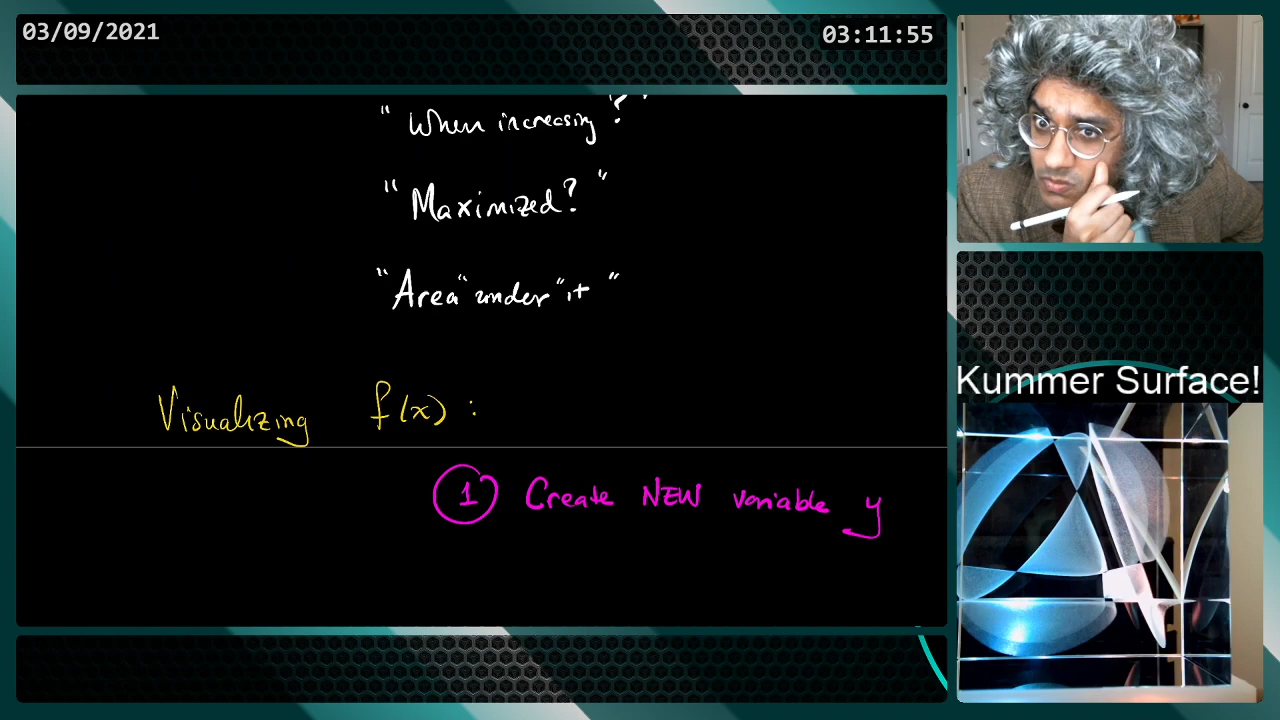 03/09/2021
03:11:55
"When increasing?"
"Maximized?"
"Area" under "it"
Visualizing f(x):
① Create NEW variable y
Kummer Surface!